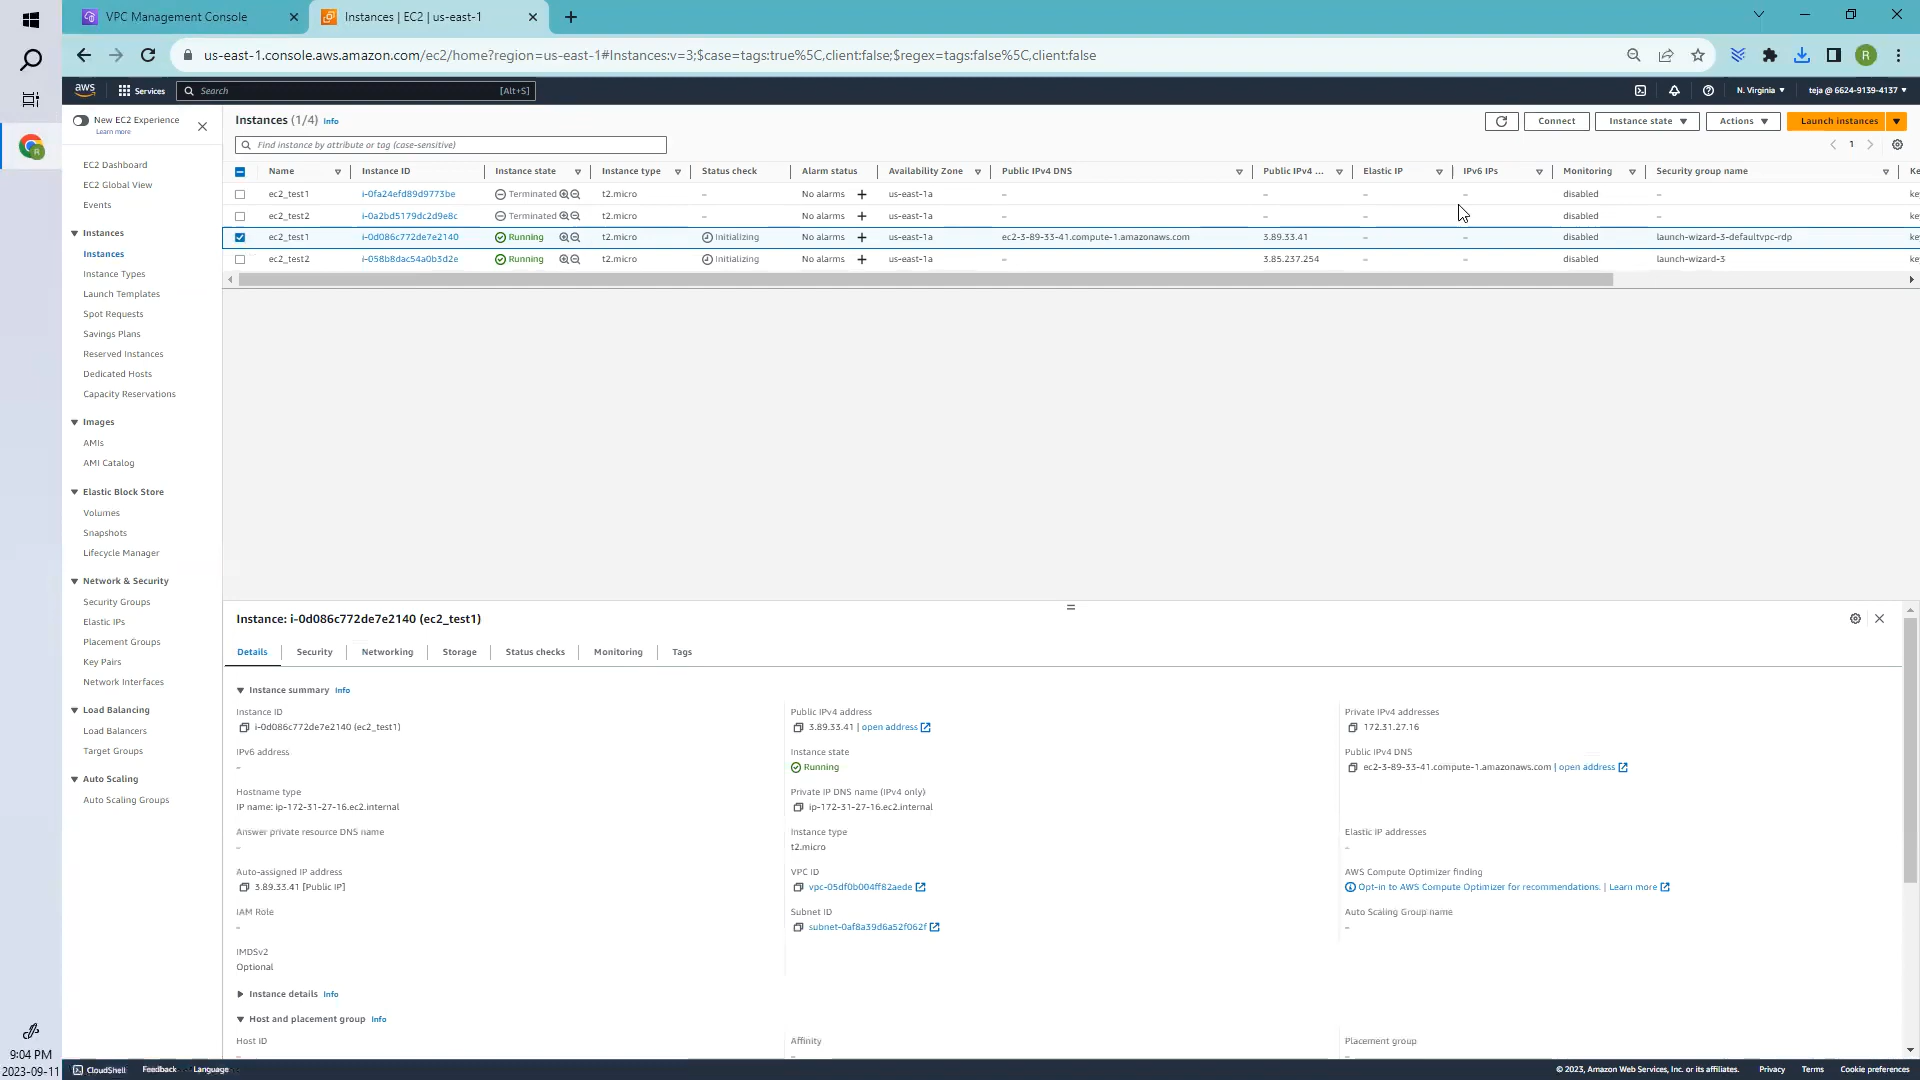 VPC Management Console
Instances | EC2 | us-east-1
us-east-1.console.aws.amazon.com/ec2/home?region=us-east-1#Instances:v=3;$case=tags:true%5C,client:false;$regex=tags:false%5C,client:false
R
aws
Services
Search
[Alt+S]
N. Virginia
teja @ 6624-9139-4137
New EC2 Experience
Learn more
EC2 Dashboard
EC2 Global View
Events
Instances
Instances
Instance Types
Launch Templates
Spot Requests
Savings Plans
Reserved Instances
Dedicated Hosts
Capacity Reservations
Images
AMIs
AMI Catalog
Elastic Block Store
Volumes
Snapshots
Lifecycle Manager
Network & Security
Security Groups
Elastic IPs
Placement Groups
Key Pairs
Network Interfaces
Load Balancing
Load Balancers
Target Groups
Auto Scaling
Auto Scaling Groups
Instances (1/4) Info
Connect
Instance state
Actions
Launch instances
Find instance by attribute or tag (case-sensitive)
1
Name Instance ID Instance state Instance type Status check Alarm status Availability Zone Public IPv4 DNS Public IPv4 ... Elastic IP IPv6 IPs Monitoring Security group name Ke
ec2_test1 i-0fa24efd89d9773be Terminated t2.micro – No alarms + us-east-1a – – – – disabled – ke
ec2_test2 i-0a2bd5179dc2d9e8c Terminated t2.micro – No alarms + us-east-1a – – – – disabled – ke
ec2_test1 i-0d086c772de7e2140 Running t2.micro Initializing No alarms + us-east-1a ec2-3-89-33-41.compute-1.amazonaws.com 3.89.33.41 – – disabled launch-wizard-3-defaultvpc-rdp ke
ec2_test2 i-058b8dac54a0b3d2e Running t2.micro Initializing No alarms + us-east-1a – 3.85.237.254 – – disabled launch-wizard-3 ke
Instance: i-0d086c772de7e2140 (ec2_test1)
Details
Security
Networking
Storage
Status checks
Monitoring
Tags
Instance summary Info
Instance ID
i-0d086c772de7e2140 (ec2_test1)
Public IPv4 address
3.89.33.41 | open address
Private IPv4 addresses
172.31.27.16
IPv6 address
–
Instance state
Running
Public IPv4 DNS
ec2-3-89-33-41.compute-1.amazonaws.com | open address
Hostname type
IP name: ip-172-31-27-16.ec2.internal
Private IP DNS name (IPv4 only)
ip-172-31-27-16.ec2.internal
Answer private resource DNS name
–
Instance type
t2.micro
Elastic IP addresses
–
Auto-assigned IP address
3.89.33.41 [Public IP]
VPC ID
vpc-05df0b004ff82aede
AWS Compute Optimizer finding
Opt-in to AWS Compute Optimizer for recommendations. | Learn more
IAM Role
–
Subnet ID
subnet-0af8a39d6a52f062f
Auto Scaling Group name
–
IMDSv2
Optional
Instance details Info
Host and placement group Info
Host ID
–
Affinity
–
Placement group
–
9:04 PM
2023-09-11
CloudShell
Feedback
Language
© 2023, Amazon Web Services, Inc. or its affiliates.
Privacy
Terms
Cookie preferences